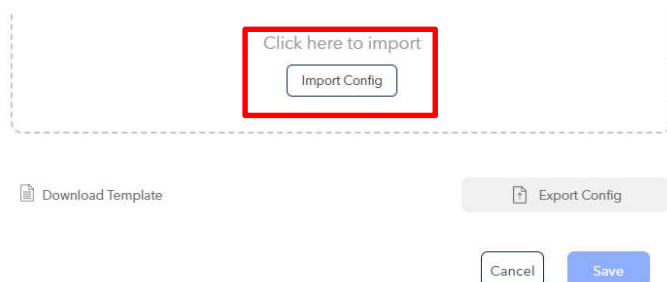 Click here to import
Import Config
Download Template
Export Config
Cancel
Save